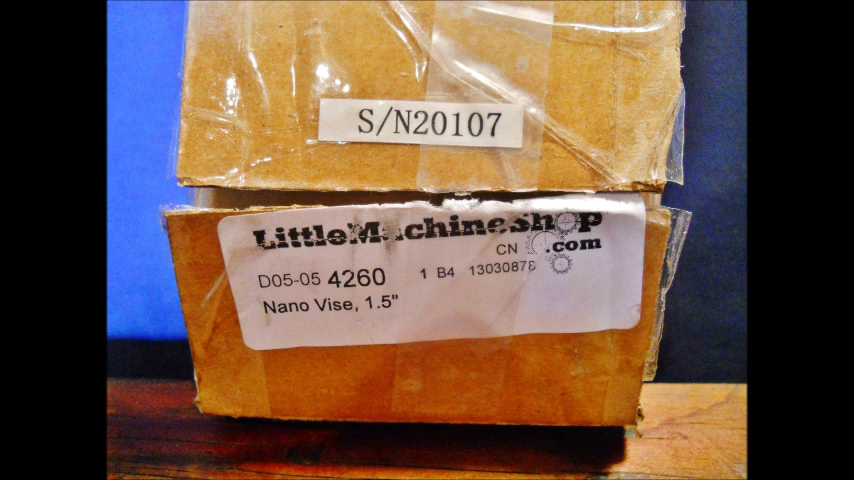 S/N20107
LittleMachineShop
CN .com
D05-05 4260 1 B4 13030878
Nano Vise, 1.5"